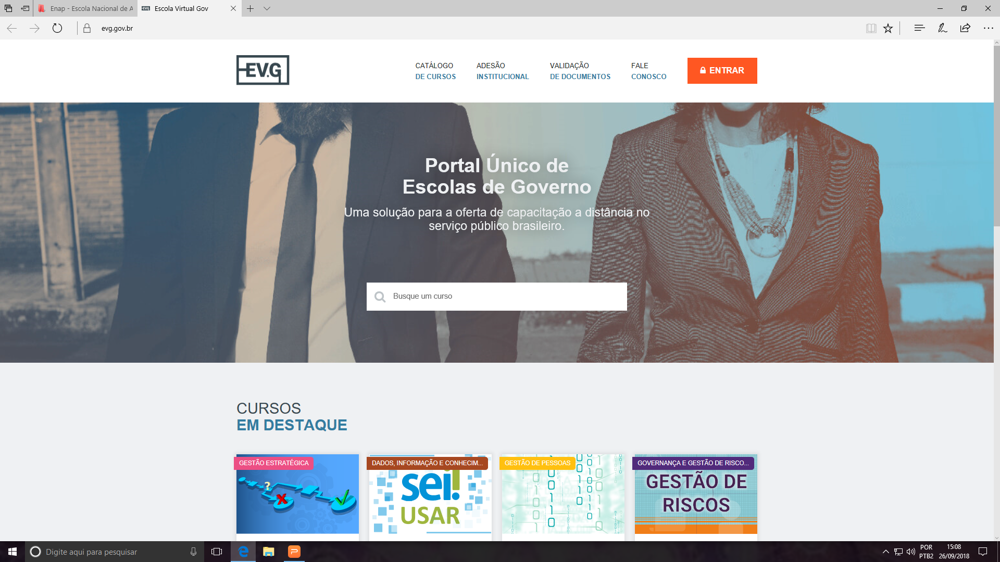 Enap - Escola Nacional de A
Escola Virtual Gov
evg.gov.br
EV.G
CATÁLOGO
DE CURSOS
ADESÃO
INSTITUCIONAL
VALIDAÇÃO
DE DOCUMENTOS
FALE
CONOSCO
ENTRAR
Portal Único de
Escolas de Governo
Uma solução para a oferta de capacitação a distância no
serviço público brasileiro.
Busque um curso
CURSOS
EM DESTAQUE
GESTÃO ESTRATÉGICA
?
DADOS, INFORMAÇÃO E CONHECIM...
sei!
USAR
GESTÃO DE PESSOAS
GOVERNANÇA E GESTÃO DE RISCO...
GESTÃO DE
RISCOS
Digite aqui para pesquisar
POR
PTB2
15:08
26/09/2018